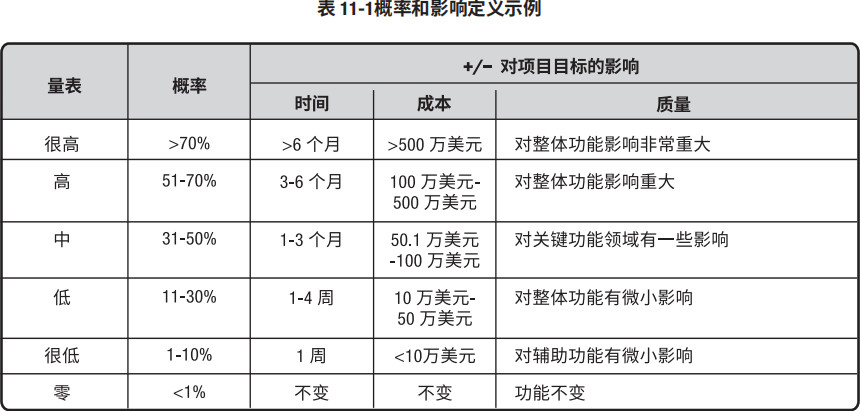 表 11-1概率和影响定义示例
量表 概率 +/− 对项目目标的影响
时间 成本 质量
很高 >70% >6 个月 >500 万美元 对整体功能影响非常重大
高 51-70% 3-6 个月 100 万美元-
500 万美元 对整体功能影响重大
中 31-50% 1-3 个月 50.1 万美元
-100 万美元 对关键功能领域有一些影响
低 11-30% 1-4 周 10 万美元-
50 万美元 对整体功能有微小影响
很低 1-10% 1 周 <10万美元 对辅助功能有微小影响
零 <1% 不变 不变 功能不变